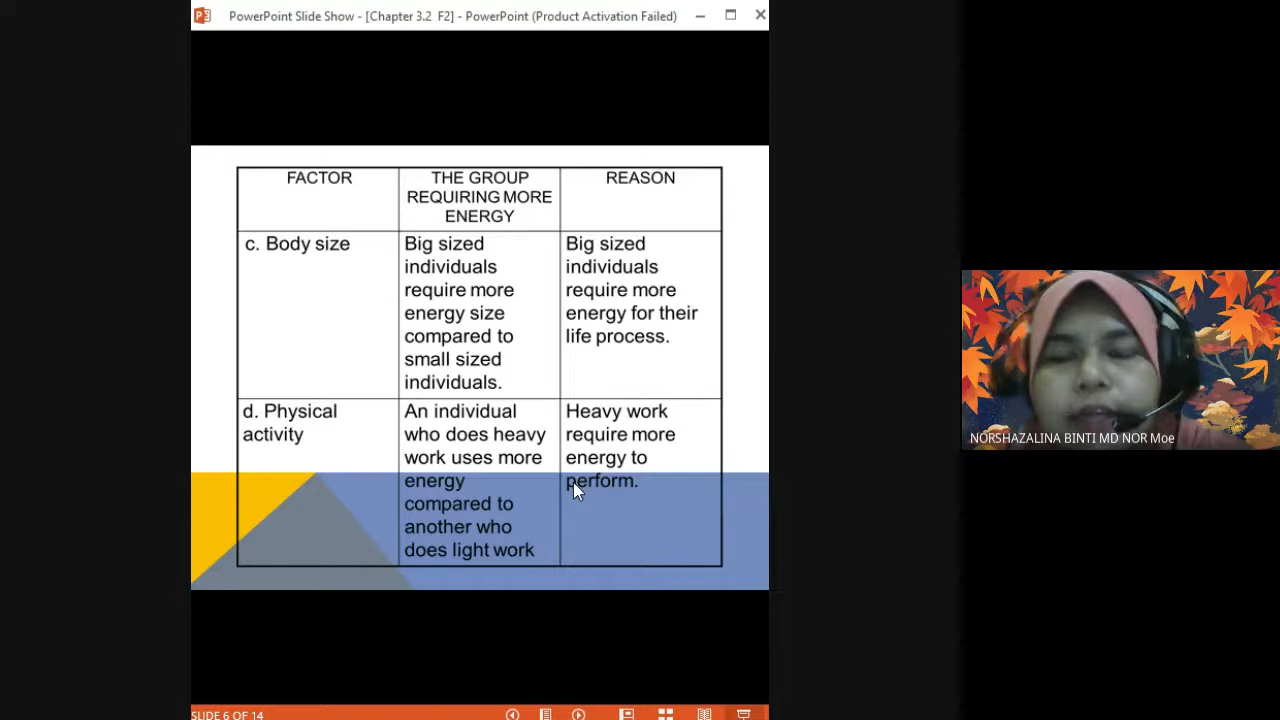 PowerPoint Slide Show - [Chapter 3.2 F2] - PowerPoint (Product Activation Failed)
FACTOR
THE GROUP
REQUIRING MORE
ENERGY
REASON
c. Body size
Big sized
individuals
require more
energy size
compared to
small sized
individuals.
Big sized
individuals
require more
energy for their
life process.
d. Physical
activity
An individual
who does heavy
work uses more
energy
compared to
another who
does light work
Heavy work
require more
energy to
perform.
NORSHAZALINA BINTI MD NOR Moe
SLIDE 6 OF 14